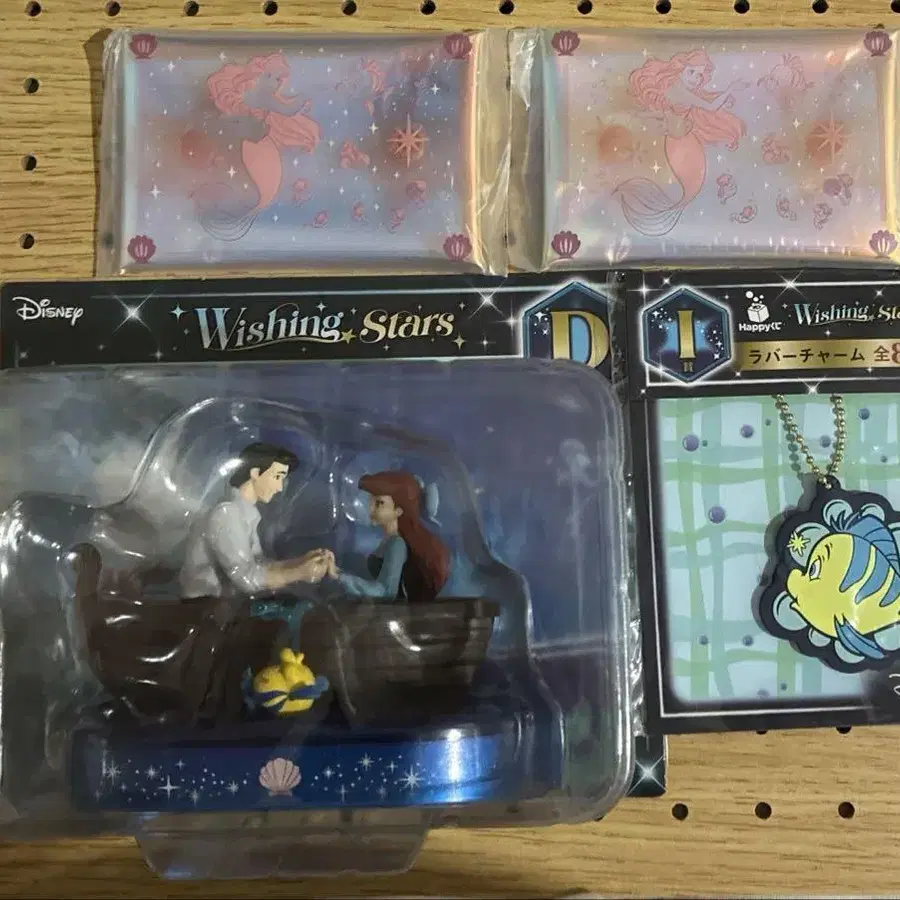 Disney
Wishing Stars
D
I
賞
Happyくじ
Wishing
ラバーチャーム 全8